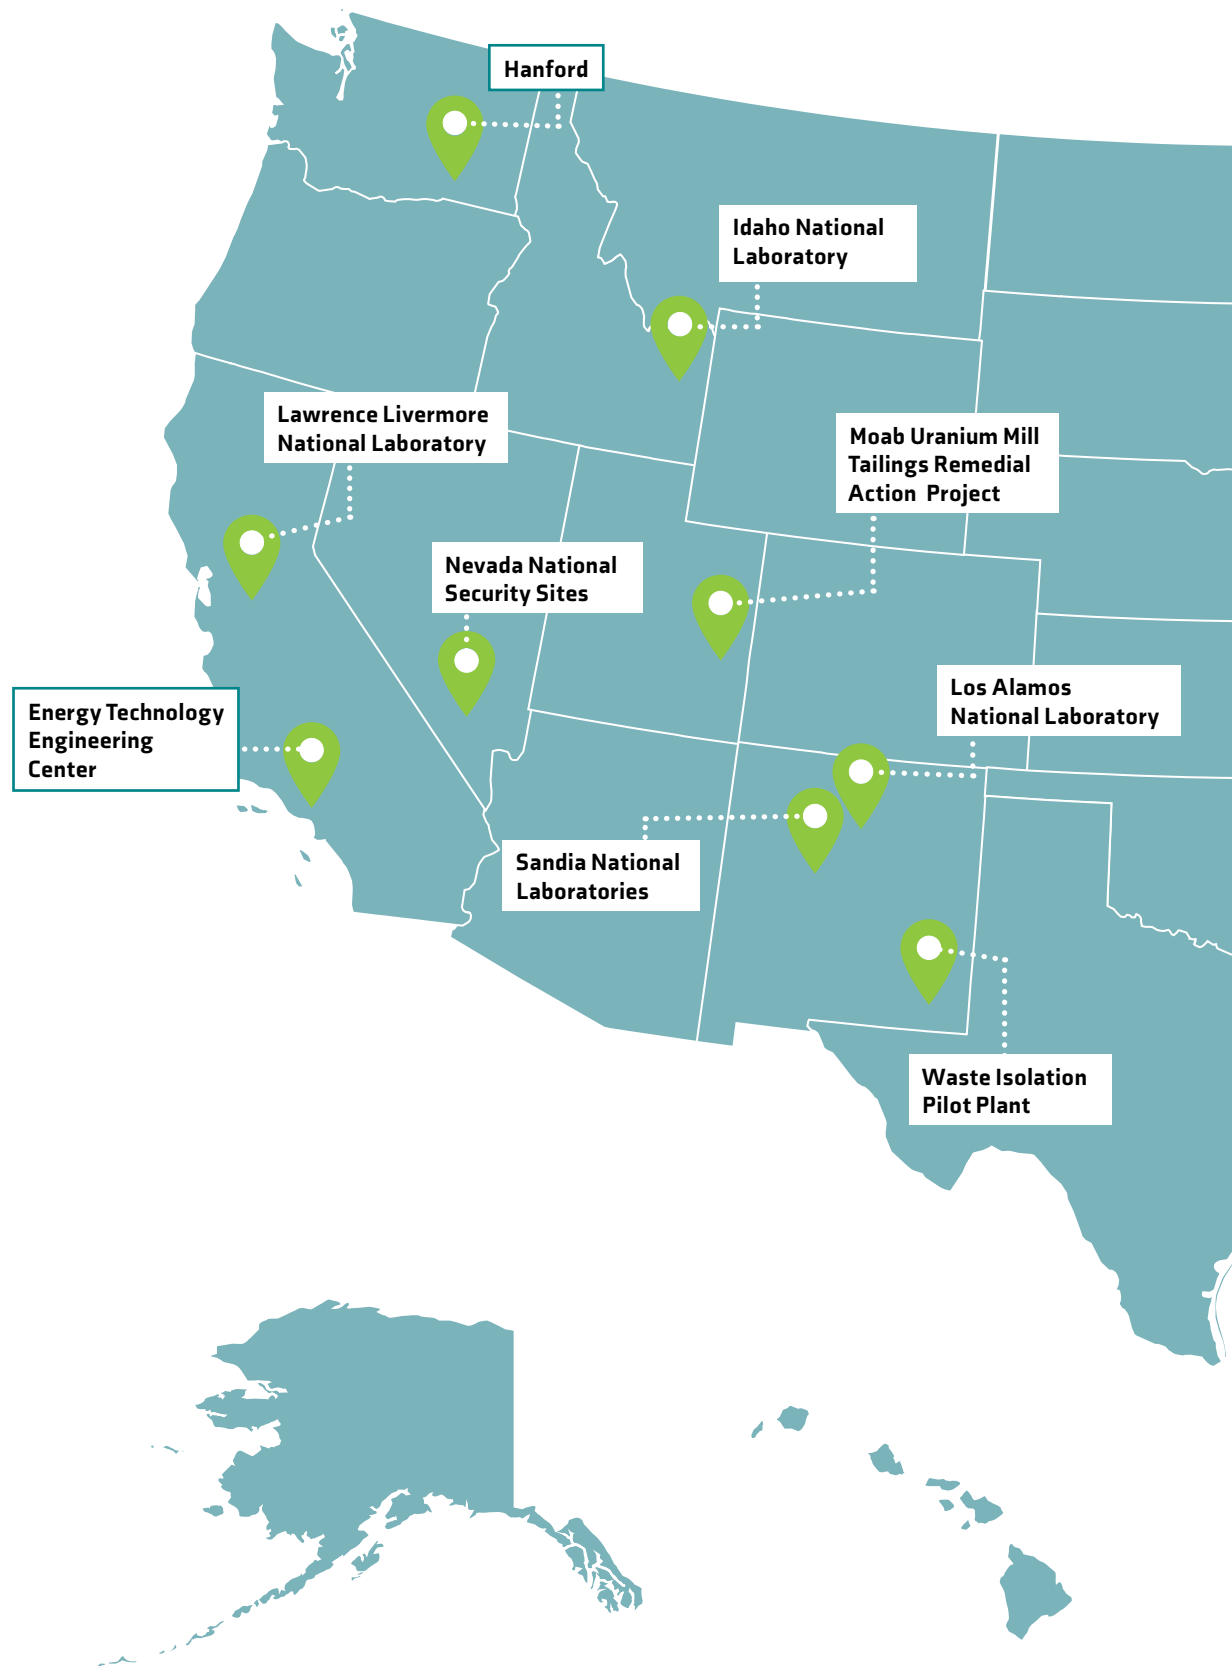 Hanford
Idaho National
Laboratory
Lawrence Livermore
National Laboratory
Moab Uranium Mill
Tailings Remedial
Action Project
Nevada National
Security Sites
Los Alamos
National Laboratory
Energy Technology
Engineering
Center
Sandia National
Laboratories
Waste Isolation
Pilot Plant